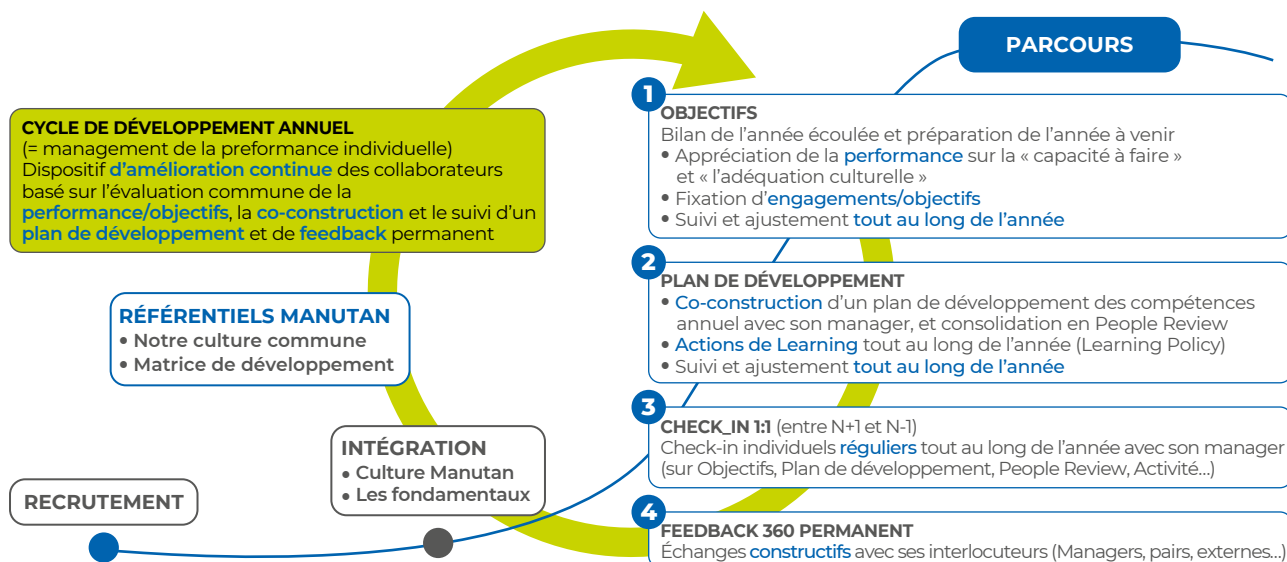 PARCOURS
CYCLE DE DÉVELOPPEMENT ANNUEL
(= management de la preformance individuelle)
Dispositif d’amélioration continue des collaborateurs
basé sur l’évaluation commune de la
performance/objectifs, la co-construction et le suivi d’un
plan de développement et de feedback permanent
RÉFÉRENTIELS MANUTAN
• Notre culture commune
• Matrice de développement
INTÉGRATION
• Culture Manutan
• Les fondamentaux
RECRUTEMENT
1
OBJECTIFS
Bilan de l’année écoulée et préparation de l’année à venir
• Appréciation de la performance sur la « capacité à faire »
et « l’adéquation culturelle »
• Fixation d’engagements/objectifs
• Suivi et ajustement tout au long de l’année
2
PLAN DE DÉVELOPPEMENT
• Co-construction d’un plan de développement des compétences
annuel avec son manager, et consolidation en People Review
• Actions de Learning tout au long de l’année (Learning Policy)
• Suivi et ajustement tout au long de l’année
3
CHECK_IN 1:1 (entre N+1 et N-1)
Check-in individuels réguliers tout au long de l’année avec son manager
(sur Objectifs, Plan de développement, People Review, Activité...)
4
FEEDBACK 360 PERMANENT
Échanges constructifs avec ses interlocuteurs (Managers, pairs, externes...)